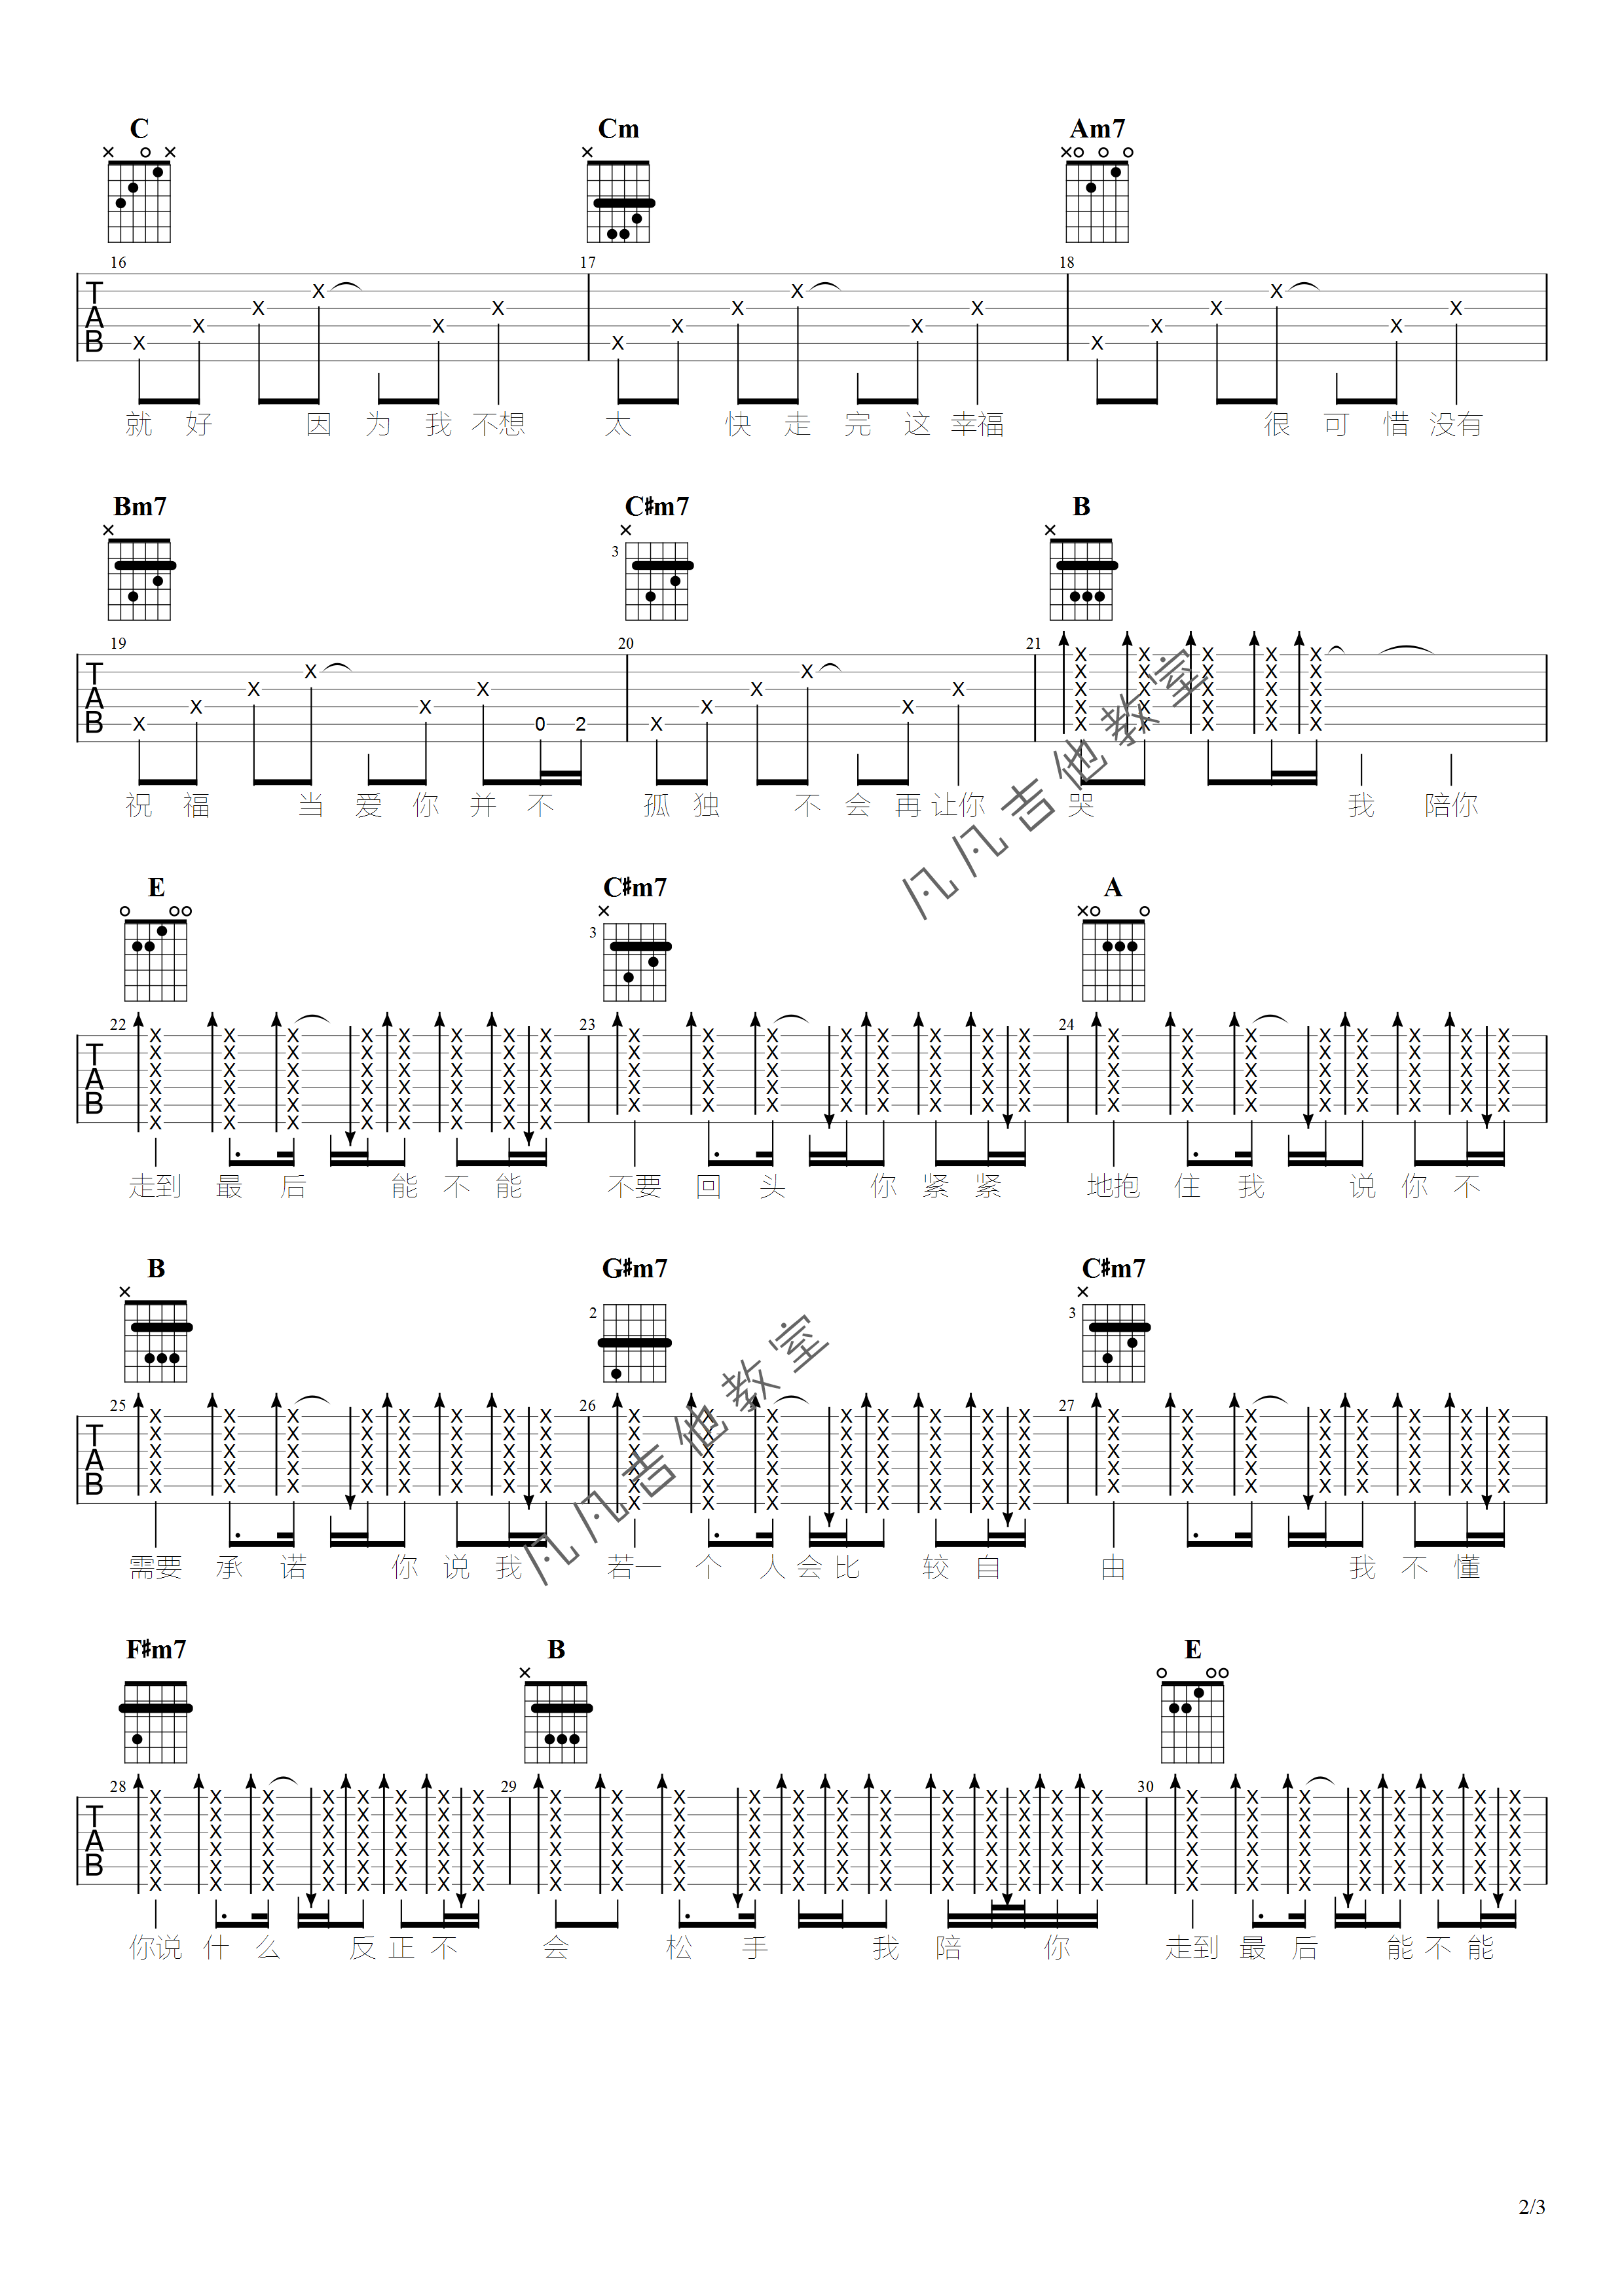 C Cm Am7
16 17 18
T A B
就 好 因 为 我 不想 太 快 走 完 这 幸福 很 可 惜 没有
Bm7 C♯m7 B
3
19 20 21
T A B
0 2
祝 福 当 爱 你 并 不 孤 独 不 会 再 让你 哭 我 陪你
E C♯m7 A
3
22 23 24
T A B
走到 最 后 能 不 能 不要 回 头 你 紧 紧 地抱 住 我 说 你 不
B G♯m7 C♯m7
2 3
25 26 27
T A B
需要 承 诺 你 说 我 若一 个 人 会 比 较 自 由 我 不 懂
F♯m7 B E
28 29 30
T A B
你说 什 么 反 正 不 会 松 手 我 陪 你 走到 最 后 能 不 能
凡凡吉他教室
凡凡吉他教室
2/3